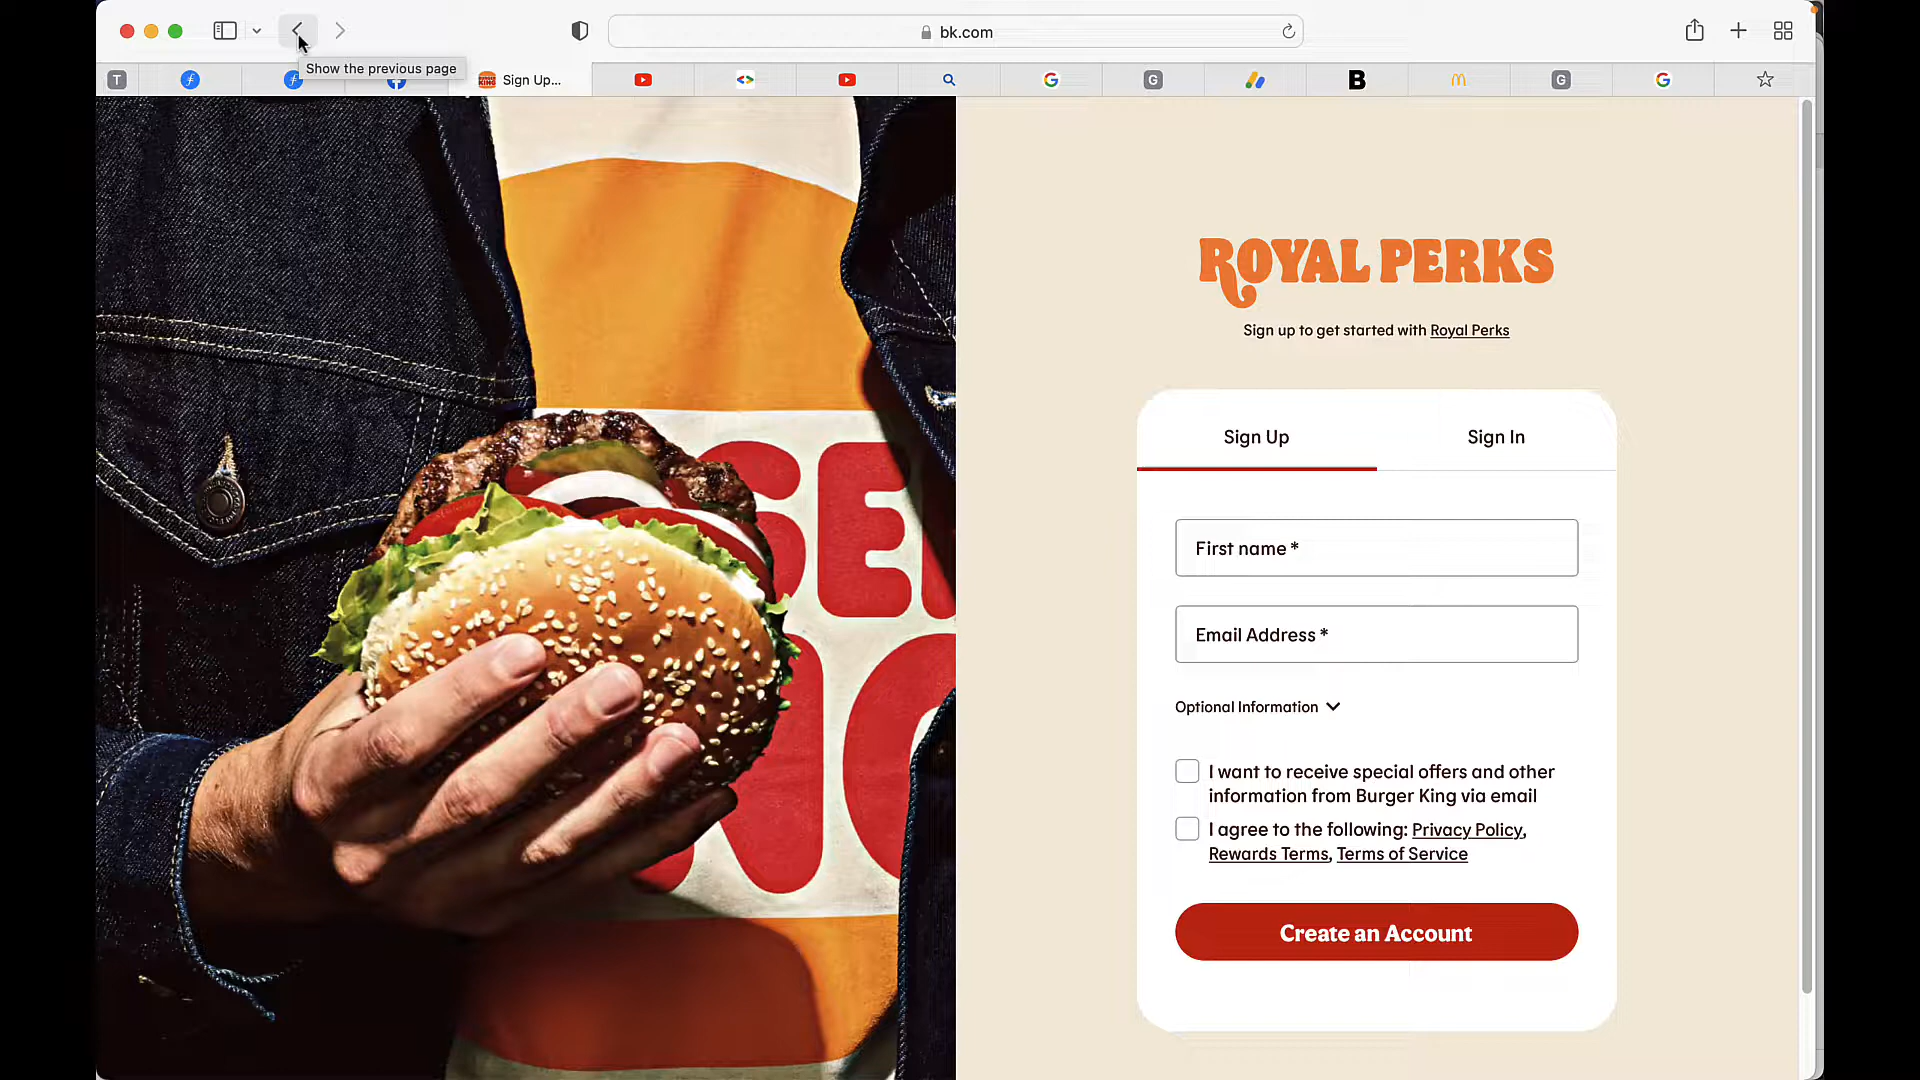 bk.com
Show the previous page
T
Sign Up...
G
B
G
ROYAL PERKS
Sign up to get started with Royal Perks
Sign Up
Sign In
First name *
Email Address *
Optional Information
I want to receive special offers and other
information from Burger King via email
I agree to the following: Privacy Policy,
Rewards Terms, Terms of Service
Create an Account